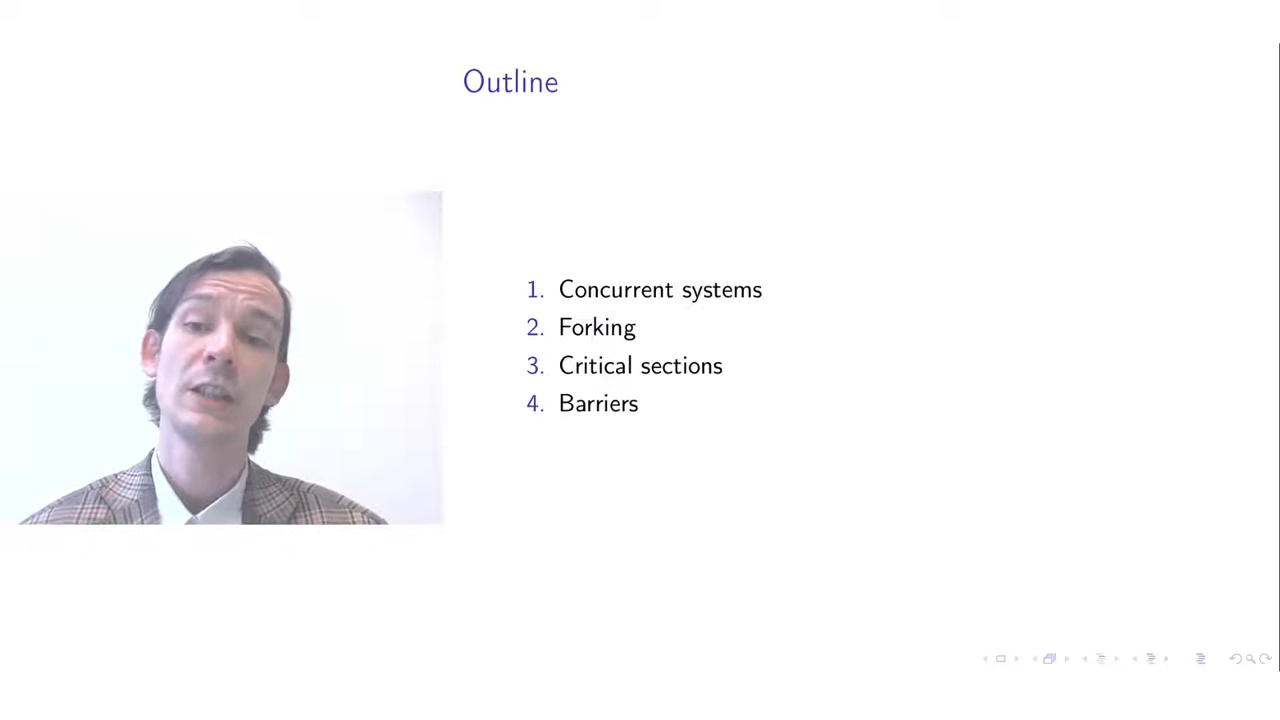 Outline
1. Concurrent systems
2. Forking
3. Critical sections
4. Barriers